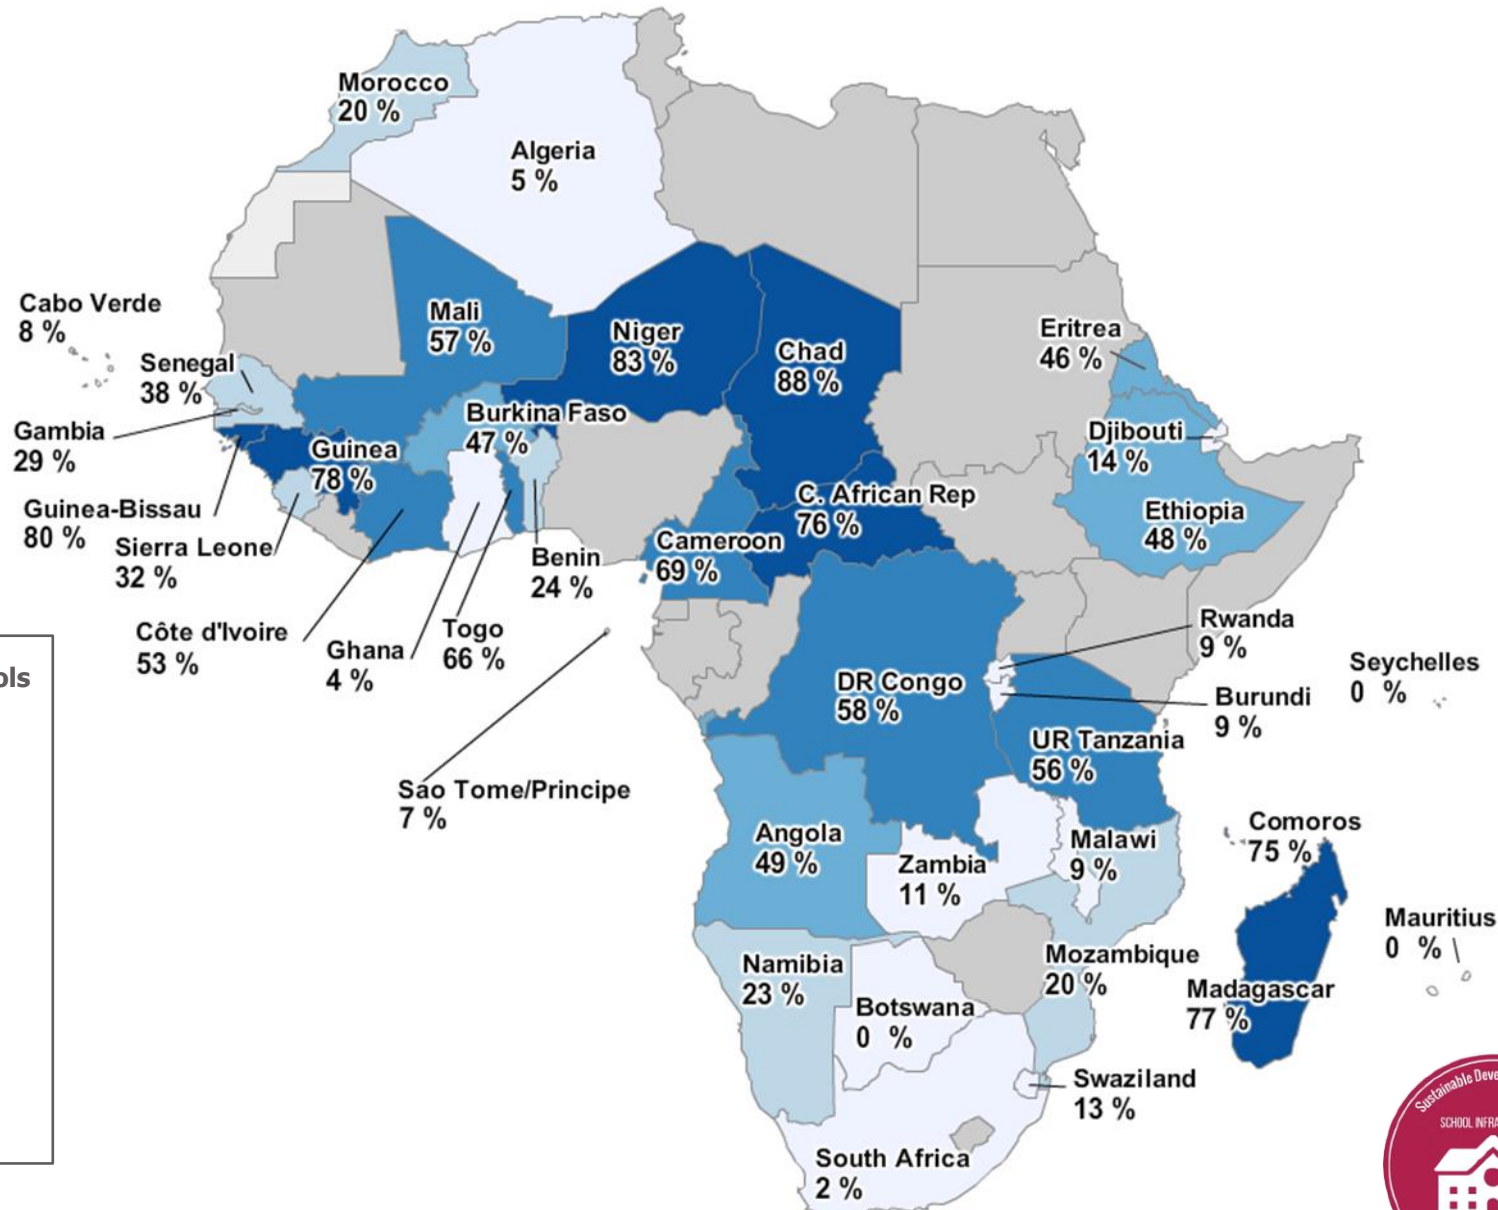 Morocco
20 %
Algeria
5 %
Cabo Verde
8 %
Mali
57 %
Niger
83 %
Chad
88 %
Eritrea
46 %
Senegal
38 %
Gambia
29 %
Burkina Faso
47 %
Djibouti
14 %
Guinea
78 %
Guinea-Bissau
80 %
C. African Rep
76 %
Ethiopia
48 %
Sierra Leone
32 %
Benin
24 %
Cameroon
69 %
Côte d'Ivoire
53 %
Ghana
4 %
Togo
66 %
Rwanda
9 %
Seychelles
0 %
DR Congo
58 %
Burundi
9 %
UR Tanzania
56 %
Sao Tome/Principe
7 %
Angola
49 %
Zambia
11 %
Malawi
9 %
Comoros
75 %
Mauritius
0 %
Namibia
23 %
Mozambique
20 %
Madagascar
77 %
Botswana
0 %
Swaziland
13 %
South Africa
2 %
Sustainable
SCHOOL